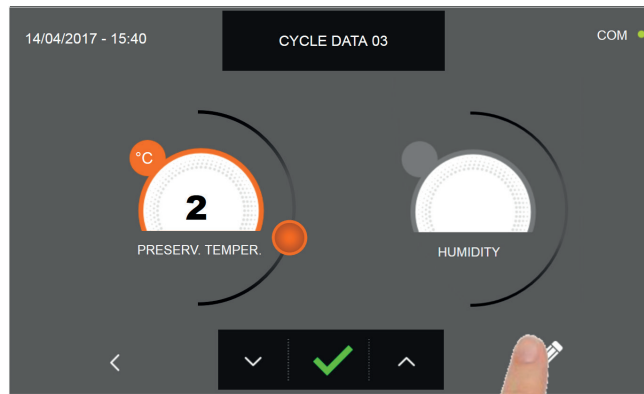 14/04/2017 - 15:40
CYCLE DATA 03
COM
°C
2
PRESERV. TEMPER.
HUMIDITY